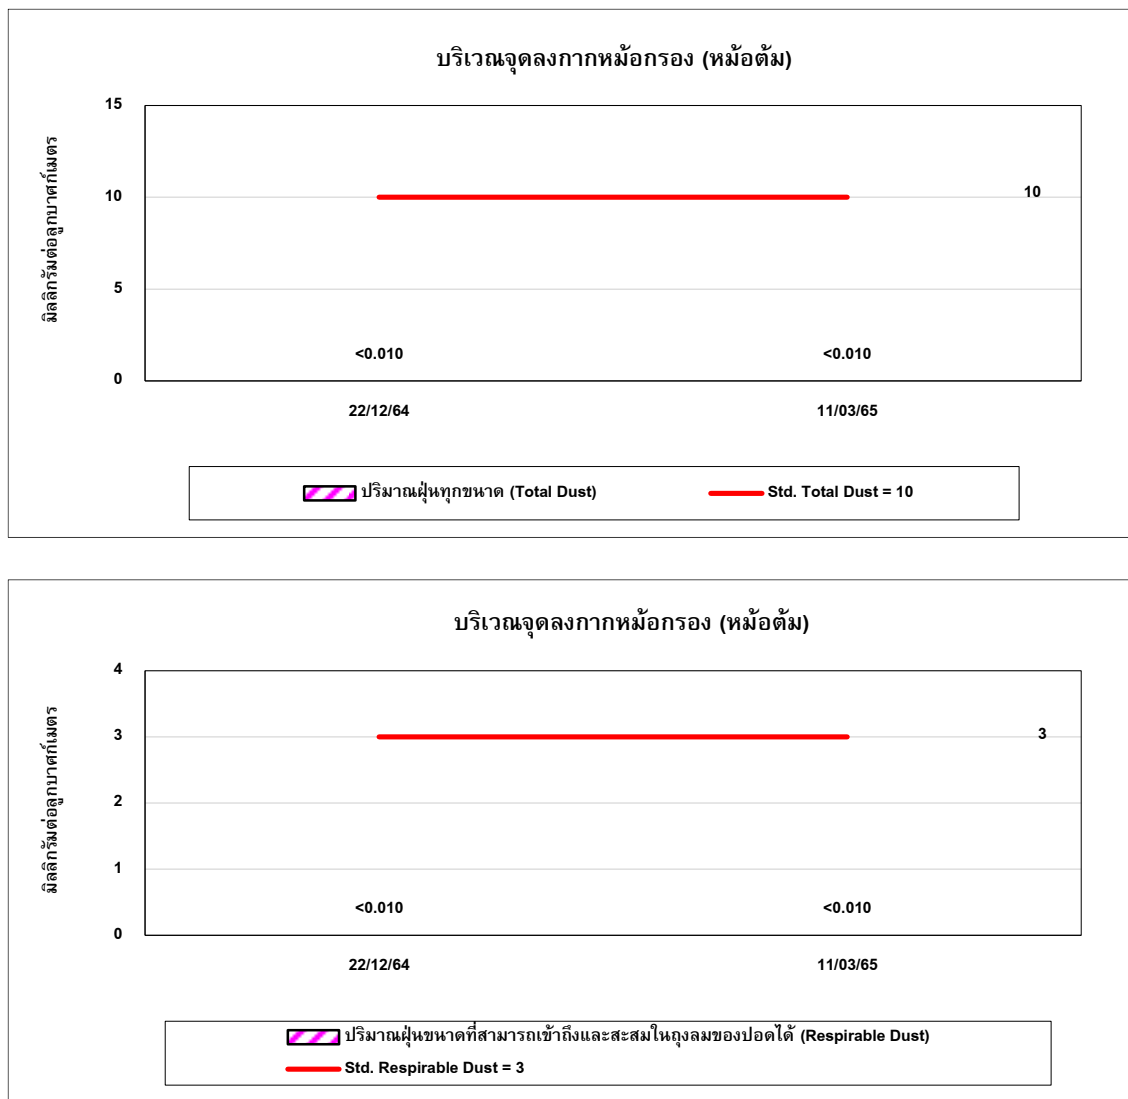 บริเวณจุดลงกากหม้อกรอง (หม้อต้ม)
มิลลิกรัมต่อลูกบาศก์เมตร
15
10
10
5
<0.010 <0.010
0
22/12/64 11/03/65
ปริมาณฝุ่นทุกขนาด (Total Dust) Std. Total Dust = 10
บริเวณจุดลงกากหม้อกรอง (หม้อต้ม)
มิลลิกรัมต่อลูกบาศก์เมตร
4
3
3
2
1
<0.010 <0.010
0
22/12/64 11/03/65
ปริมาณฝุ่นขนาดที่สามารถเข้าถึงและสะสมในถุงลมของปอดได้ (Respirable Dust)
Std. Respirable Dust = 3